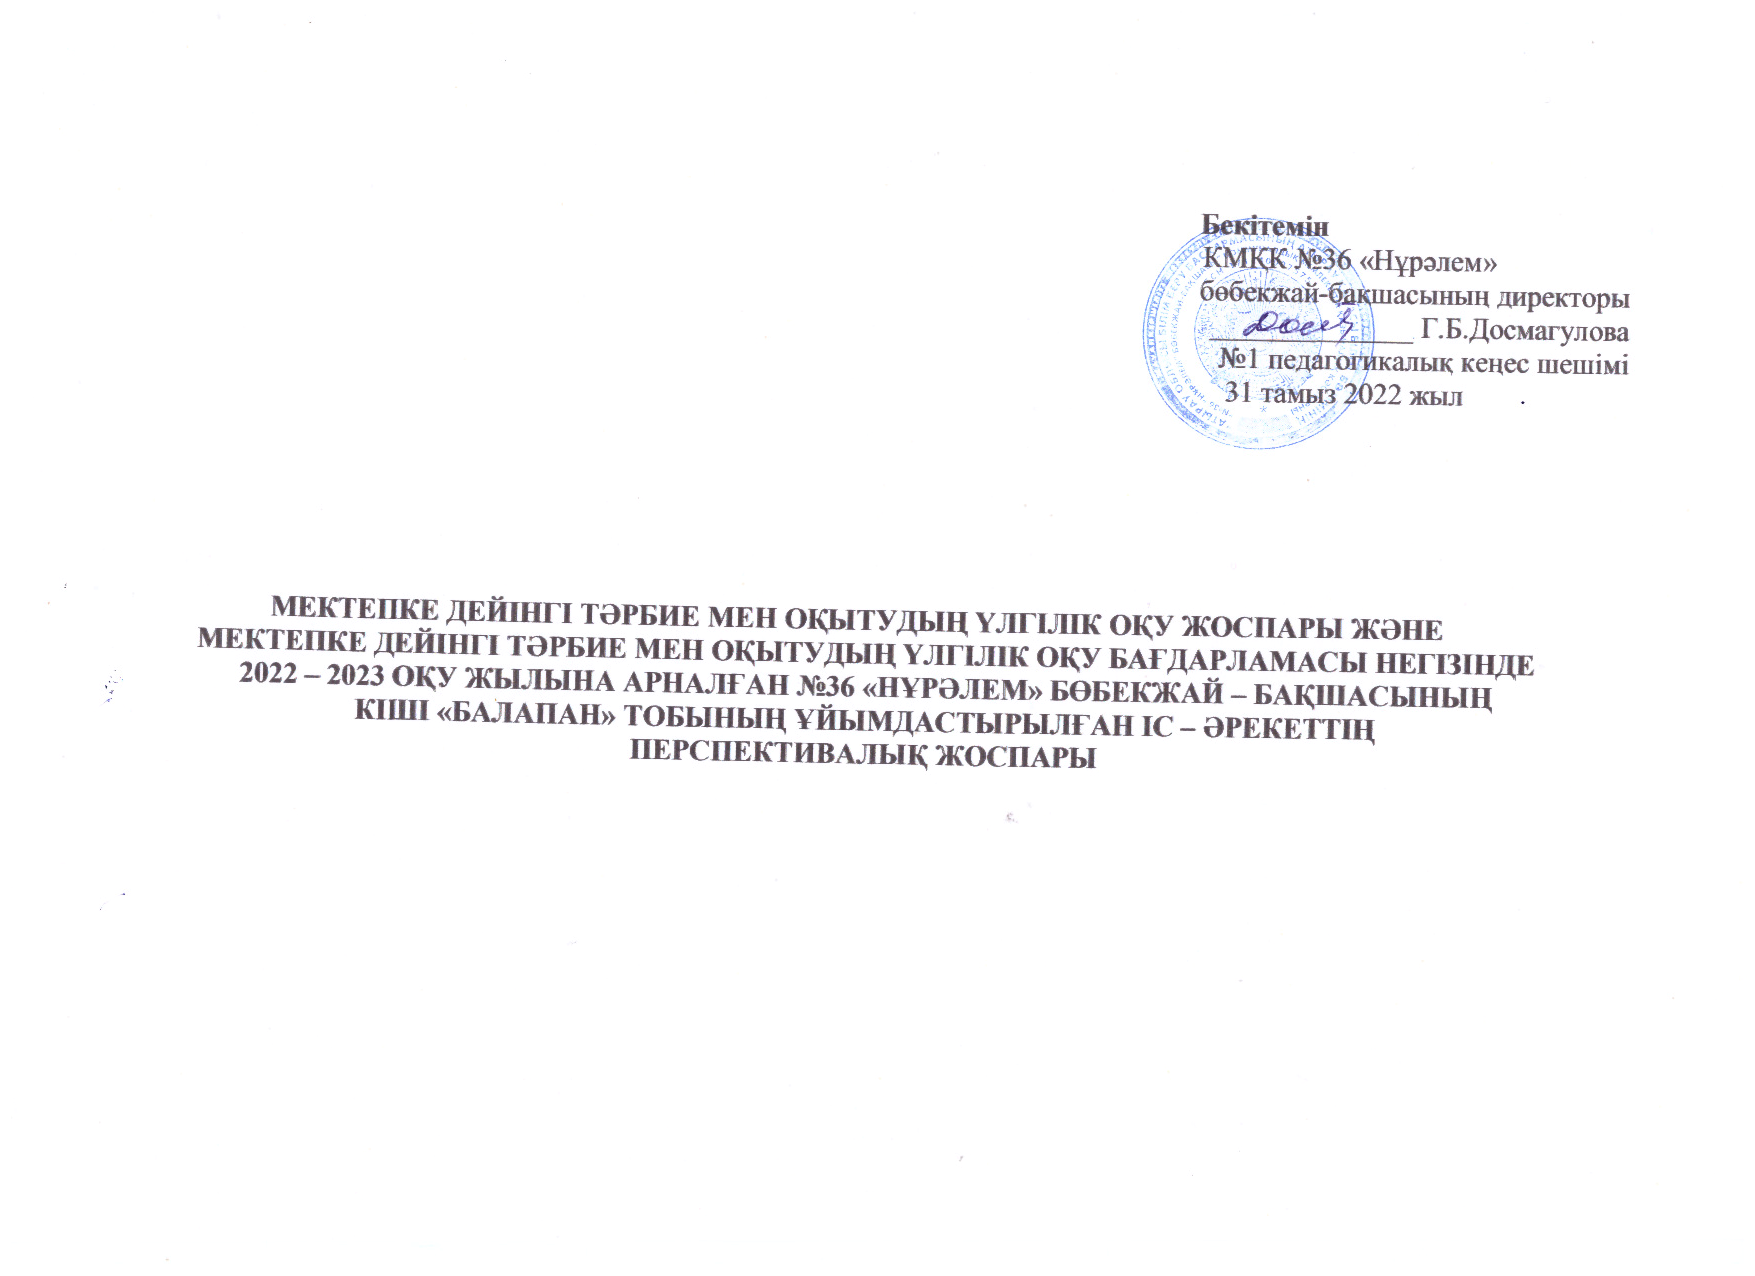 Бекітемін
КМҚК №36 «Нұрәлем»
бөбекжай-бақшасының директоры
Г.Б.Досмагулова
№1 педагогикалық кеңес шешімі
31 тамыз 2022 жыл
МЕКТЕПКЕ ДЕЙІНГІ ТӘРБИЕ МЕН ОҚЫТУДЫҢ ҮЛГІЛІК ОҚУ ЖОСПАРЫ ЖӘНЕ
МЕКТЕПКЕ ДЕЙІНГІ ТӘРБИЕ МЕН ОҚЫТУДЫҢ ҮЛГІЛІК ОҚУ БАҒДАРЛАМАСЫ НЕГІЗІНДЕ
2022 – 2023 ОҚУ ЖЫЛЫНА АРНАЛҒАН №36 «НҰРӘЛЕМ» БӨБЕКЖАЙ – БАҚШАСЫНЫҢ
КІШІ «БАЛАПАН» ТОБЫНЫҢ ҰЙЫМДАСТЫРЫЛҒАН ІС – ӘРЕКЕТТІҢ
ПЕРСПЕКТИВАЛЫҚ ЖОСПАРЫ